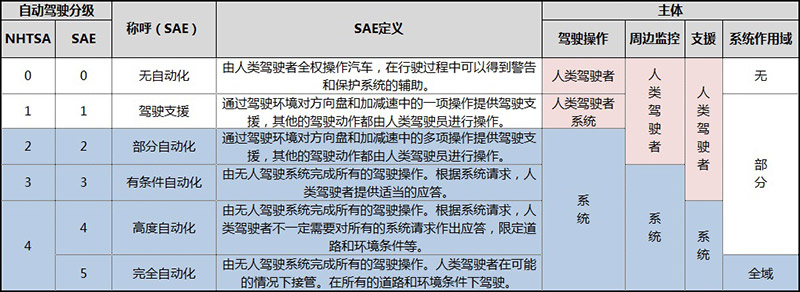 自动驾驶分级 称呼（SAE） SAE定义 主体
NHTSA SAE 驾驶操作 周边监控 支援 系统作用域
0 0 无自动化 由人类驾驶者全权操作汽车，在行驶过程中可以得到警告
和保护系统的辅助。 人类驾驶者 人类驾驶者 人类驾驶者 无
1 1 驾驶支援 通过驾驶环境对方向盘和加减速中的一项操作提供驾驶支
援，其他的驾驶动作都由人类驾驶员进行操作。 人类驾驶者
系统 部分
2 2 部分自动化 通过驾驶环境对方向盘和加减速中的多项操作提供驾驶支
援，其他的驾驶动作都由人类驾驶员进行操作。 系统
3 3 有条件自动化 由无人驾驶系统完成所有的驾驶操作。根据系统请求，人
类驾驶者提供适当的应答。 系统
4 4 高度自动化 由无人驾驶系统完成所有的驾驶操作。根据系统请求，人
类驾驶者不一定需要对所有的系统请求作出应答，限定道
路和环境条件等。 系统
5 完全自动化 由无人驾驶系统完成所有的驾驶操作。人类驾驶者在可能
的情况下接管。在所有的道路和环境条件下驾驶。 全域